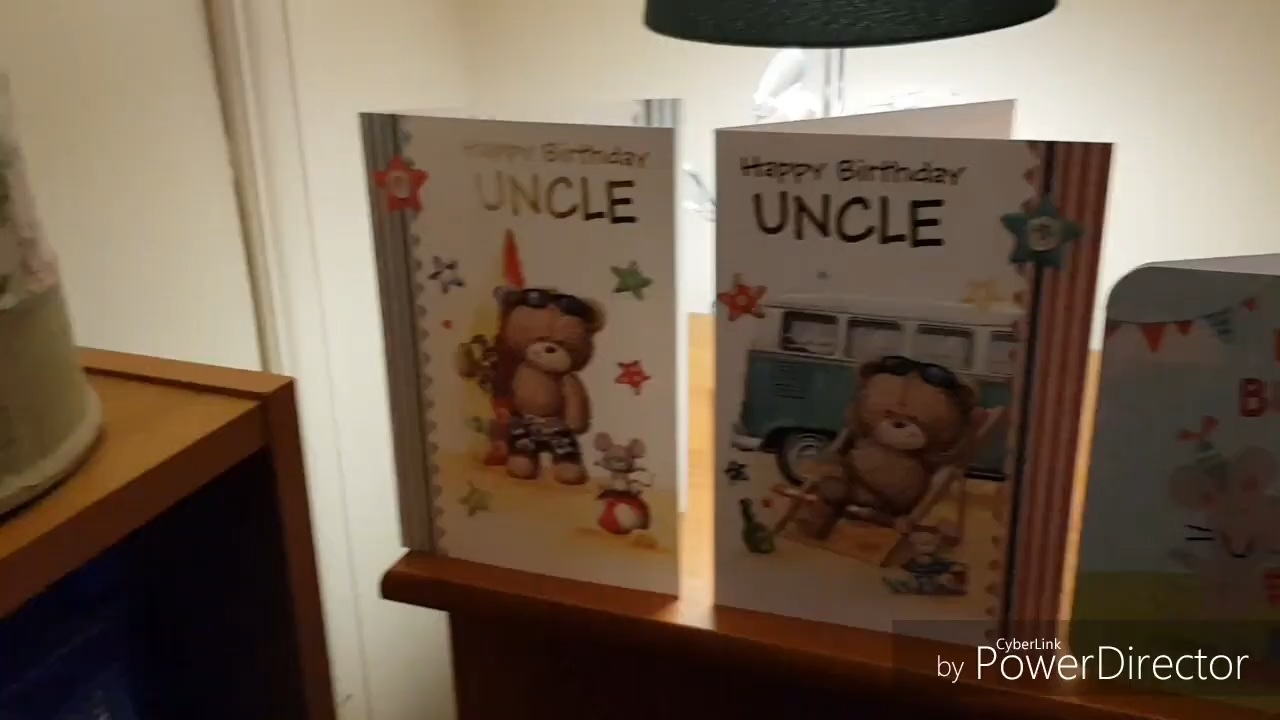 Happy Birthday
UNCLE
Happy Birthday
UNCLE
B
CyberLink
by PowerDirector